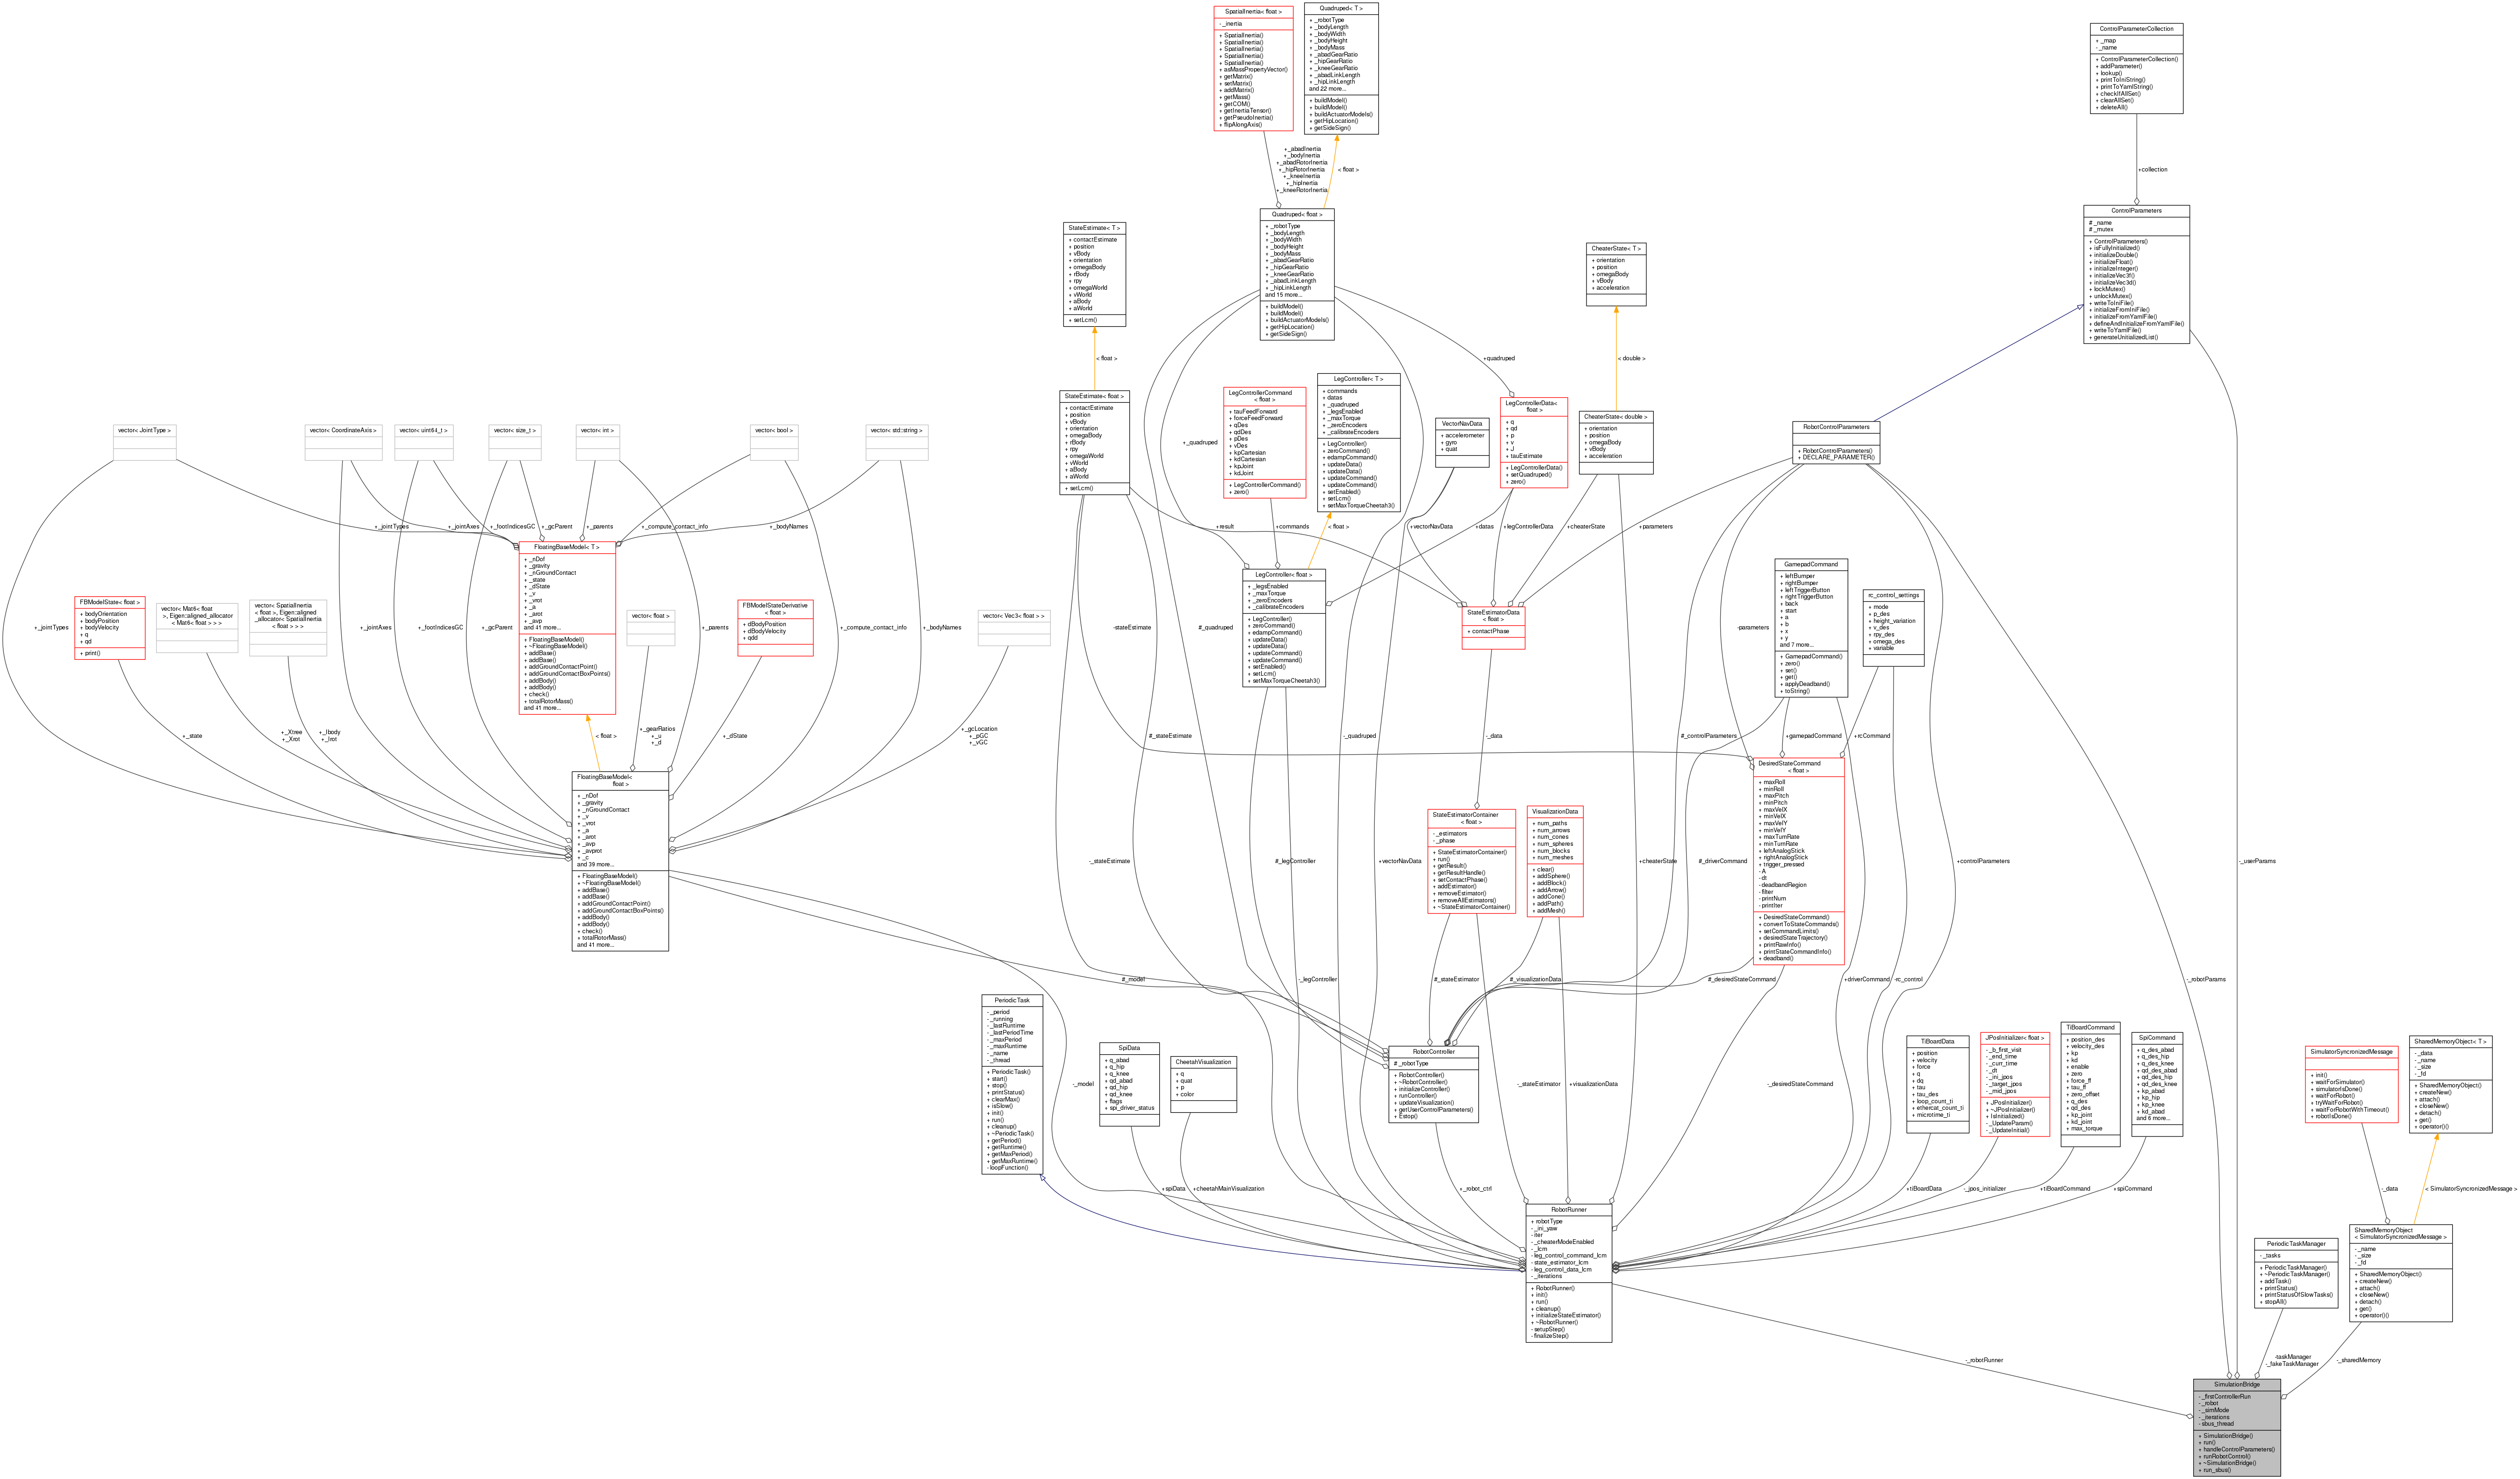 SpatialInertia< float >
- _inertia
+ SpatialInertia()
+ SpatialInertia()
+ SpatialInertia()
+ SpatialInertia()
+ SpatialInertia()
+ asMassPropertyVector()
+ getMatrix()
+ setMatrix()
+ addMatrix()
+ getMass()
+ getCOM()
+ getInertiaTensor()
+ getPseudoInertia()
+ flipAlongAxis()
Quadruped< T >
+ _robotType
+ _bodyLength
+ _bodyWidth
+ _bodyHeight
+ _bodyMass
+ _abadGearRatio
+ _hipGearRatio
+ _kneeGearRatio
+ _abadLinkLength
+ _hipLinkLength
and 22 more...
+ buildModel()
+ buildModel()
+ buildActuatorModels()
+ getHipLocation()
+ getSideSign()
ControlParameterCollection
+ _map
- _name
+ ControlParameterCollection()
+ addParameter()
+ lookup()
+ printToIniString()
+ printToYamlString()
+ checkIfAllSet()
+ clearAllSet()
+ deleteAll()
+_abadInertia
+_bodyInertia
+_abadRotorInertia
+_hipRotorInertia
+_kneeInertia
+_hipInertia
+_kneeRotorInertia
< float >
+collection
StateEstimate< T >
+ contactEstimate
+ position
+ vBody
+ orientation
+ omegaBody
+ rBody
+ rpy
+ omegaWorld
+ vWorld
+ aBody
+ aWorld
+ setLcm()
Quadruped< float >
+ _robotType
+ _bodyLength
+ _bodyWidth
+ _bodyHeight
+ _bodyMass
+ _abadGearRatio
+ _hipGearRatio
+ _kneeGearRatio
+ _abadLinkLength
+ _hipLinkLength
and 15 more...
+ buildModel()
+ buildModel()
+ buildActuatorModels()
+ getHipLocation()
+ getSideSign()
CheaterState< T >
+ orientation
+ position
+ omegaBody
+ vBody
+ acceleration
ControlParameters
# _name
# _mutex
+ ControlParameters()
+ isFullyInitialized()
+ initializeDouble()
+ initializeFloat()
+ initializeInteger()
+ initializeVec3f()
+ initializeVec3d()
+ lockMutex()
+ unlockMutex()
+ writeToIniFile()
+ initializeFromIniFile()
+ initializeFromYamlFile()
+ defineAndInitializeFromYamlFile()
+ writeToYamlFile()
+ generateUnitializedList()
< float >
+quadruped
< double >
StateEstimate< float >
+ contactEstimate
+ position
+ vBody
+ orientation
+ omegaBody
+ rBody
+ rpy
+ omegaWorld
+ vWorld
+ aBody
+ aWorld
+ setLcm()
+_quadruped
LegControllerCommand
< float >
+ tauFeedForward
+ forceFeedForward
+ qDes
+ qdDes
+ pDes
+ vDes
+ kpCartesian
+ kdCartesian
+ kpJoint
+ kdJoint
+ LegControllerCommand()
+ zero()
LegController< T >
+ commands
+ datas
+ _quadruped
+ _legsEnabled
+ _maxTorque
+ _zeroEncoders
+ _calibrateEncoders
+ LegController()
+ zeroCommand()
+ edampCommand()
+ updateData()
+ updateData()
+ updateCommand()
+ updateCommand()
+ setEnabled()
+ setLcm()
+ setMaxTorqueCheetah3()
VectorNavData
+ accelerometer
+ gyro
+ quat
LegControllerData<
float >
+ q
+ qd
+ p
+ v
+ J
+ tauEstimate
+ LegControllerData()
+ setQuadruped()
+ zero()
CheaterState< double >
+ orientation
+ position
+ omegaBody
+ vBody
+ acceleration
RobotControlParameters
+ RobotControlParameters()
+ DECLARE_PARAMETER()
vector< JointType >
vector< CoordinateAxis >
vector< uint64_t >
vector< size_t >
vector< int >
vector< bool >
vector< std::string >
+_jointTypes
+_jointAxes
+_footIndicesGC
+_gcParent
+_parents
+_compute_contact_info
+_bodyNames
+result
+commands
< float >
+datas
+vectorNavData
+legControllerData
+cheaterState
+parameters
FloatingBaseModel< T >
+ _nDof
+ _gravity
+ _nGroundContact
+ _state
+ _dState
+ _v
+ _vrot
+ _a
+ _arot
+ _avp
and 41 more...
+ FloatingBaseModel()
+ ~FloatingBaseModel()
+ addBase()
+ addBase()
+ addGroundContactPoint()
+ addGroundContactBoxPoints()
+ addBody()
+ addBody()
+ check()
+ totalRotorMass()
and 41 more...
FBModelState< float >
+ bodyOrientation
+ bodyPosition
+ bodyVelocity
+ q
+ qd
+ print()
vector< Mat6< float
>, Eigen::aligned_allocator
< Mat6< float > > >
vector< SpatialInertia
< float >, Eigen::aligned
_allocator< SpatialInertia
< float > > >
vector< float >
FBModelStateDerivative
< float >
+ dBodyPosition
+ dBodyVelocity
+ qdd
vector< Vec3< float > >
LegController< float >
+ _legsEnabled
+ _maxTorque
+ _zeroEncoders
+ _calibrateEncoders
+ LegController()
+ zeroCommand()
+ edampCommand()
+ updateData()
+ updateData()
+ updateCommand()
+ updateCommand()
+ setEnabled()
+ setLcm()
+ setMaxTorqueCheetah3()
StateEstimatorData
< float >
+ contactPhase
GamepadCommand
+ leftBumper
+ rightBumper
+ leftTriggerButton
+ rightTriggerButton
+ back
+ start
+ a
+ b
+ x
+ y
and 7 more...
+ GamepadCommand()
+ zero()
+ set()
+ get()
+ applyDeadband()
+ toString()
rc_control_settings
+ mode
+ p_des
+ height_variation
+ v_des
+ rpy_des
+ omega_des
+ variable
+_jointTypes
+_jointAxes
+_footIndicesGC
+_gcParent
+_parents
+_compute_contact_info
+_bodyNames
-stateEstimate
#_quadruped
-parameters
+_state
+_Xtree
+_Xrot
+_Ibody
+_Irot
< float >
+_gearRatios
+_u
+_d
+_dState
+_gcLocation
+_pGC
+_vGC
#_stateEstimate
-_quadruped
-_data
#_controlParameters
+gamepadCommand
+rcCommand
FloatingBaseModel<
float >
+ _nDof
+ _gravity
+ _nGroundContact
+ _v
+ _vrot
+ _a
+ _arot
+ _avp
+ _avprot
+ _c
and 39 more...
+ FloatingBaseModel()
+ ~FloatingBaseModel()
+ addBase()
+ addBase()
+ addGroundContactPoint()
+ addGroundContactBoxPoints()
+ addBody()
+ addBody()
+ check()
+ totalRotorMass()
and 41 more...
StateEstimatorContainer
< float >
- _estimators
- _phase
+ StateEstimatorContainer()
+ run()
+ getResult()
+ getResultHandle()
+ setContactPhase()
+ addEstimator()
+ removeEstimator()
+ removeAllEstimators()
+ ~StateEstimatorContainer()
VisualizationData
+ num_paths
+ num_arrows
+ num_cones
+ num_spheres
+ num_blocks
+ num_meshes
+ clear()
+ addSphere()
+ addBlock()
+ addArrow()
+ addCone()
+ addPath()
+ addMesh()
DesiredStateCommand
< float >
+ maxRoll
+ minRoll
+ maxPitch
+ minPitch
+ maxVelX
+ minVelX
+ maxVelY
+ minVelY
+ maxTurnRate
+ minTurnRate
+ leftAnalogStick
+ rightAnalogStick
+ trigger_pressed
- A
- dt
- deadbandRegion
- filter
- printNum
- printIter
+ DesiredStateCommand()
+ convertToStateCommands()
+ setCommandLimits()
+ desiredStateTrajectory()
+ printRawInfo()
+ printStateCommandInfo()
+ deadband()
-_stateEstimate
#_legController
+vectorNavData
+cheaterState
#_driverCommand
+controlParameters
-_userParams
#_model
-_legController
#_stateEstimator
#_visualizationData
#_desiredStateCommand
+driverCommand
-rc_control
-_robotParams
PeriodicTask
- _period
- _running
- _lastRuntime
- _lastPeriodTime
- _maxPeriod
- _maxRuntime
- _name
- _thread
+ PeriodicTask()
+ start()
+ stop()
+ printStatus()
+ clearMax()
+ isSlow()
+ init()
+ run()
+ cleanup()
+ ~PeriodicTask()
+ getPeriod()
+ getRuntime()
+ getMaxPeriod()
+ getMaxRuntime()
- loopFunction()
SpiData
+ q_abad
+ q_hip
+ q_knee
+ qd_abad
+ qd_hip
+ qd_knee
+ flags
+ spi_driver_status
CheetahVisualization
+ q
+ quat
+ p
+ color
RobotController
# _robotType
+ RobotController()
+ ~RobotController()
+ initializeController()
+ runController()
+ updateVisualization()
+ getUserControlParameters()
+ Estop()
TiBoardData
+ position
+ velocity
+ force
+ q
+ dq
+ tau
+ tau_des
+ loop_count_ti
+ ethercat_count_ti
+ microtime_ti
JPosInitializer< float >
- _b_first_visit
- _end_time
- _curr_time
- _dt
- _ini_jpos
- _target_jpos
- _mid_jpos
+ JPosInitializer()
+ ~JPosInitializer()
+ IsInitialized()
- _UpdateParam()
- _UpdateInitial()
TiBoardCommand
+ position_des
+ velocity_des
+ kp
+ kd
+ enable
+ zero
+ force_ff
+ tau_ff
+ zero_offset
+ q_des
+ qd_des
+ kp_joint
+ kd_joint
+ max_torque
SpiCommand
+ q_des_abad
+ q_des_hip
+ q_des_knee
+ qd_des_abad
+ qd_des_hip
+ qd_des_knee
+ kp_abad
+ kp_hip
+ kp_knee
+ kd_abad
and 6 more...
SimulatorSyncronizedMessage
+ init()
+ waitForSimulator()
+ simulatorIsDone()
+ waitForRobot()
+ tryWaitForRobot()
+ waitForRobotWithTimeout()
+ robotIsDone()
SharedMemoryObject< T >
- _data
- _name
- _size
- _fd
+ SharedMemoryObject()
+ createNew()
+ attach()
+ closeNew()
+ detach()
+ get()
+ operator()()
-_model
-_stateEstimator
+visualizationData
-_desiredStateCommand
+spiData
+cheetahMainVisualization
+_robot_ctrl
+tiBoardData
-_jpos_initializer
+tiBoardCommand
+spiCommand
-_data
< SimulatorSyncronizedMessage >
RobotRunner
+ robotType
- _ini_yaw
- iter
- _cheaterModeEnabled
- _lcm
- leg_control_command_lcm
- state_estimator_lcm
- leg_control_data_lcm
- _iterations
+ RobotRunner()
+ init()
+ run()
+ cleanup()
+ initializeStateEstimator()
+ ~RobotRunner()
- setupStep()
- finalizeStep()
PeriodicTaskManager
- _tasks
+ PeriodicTaskManager()
+ ~PeriodicTaskManager()
+ addTask()
+ printStatus()
+ printStatusOfSlowTasks()
+ stopAll()
SharedMemoryObject
< SimulatorSyncronizedMessage >
- _name
- _size
- _fd
+ SharedMemoryObject()
+ createNew()
+ attach()
+ closeNew()
+ detach()
+ get()
+ operator()()
-_robotRunner
-taskManager
-_fakeTaskManager
-_sharedMemory
SimulationBridge
- _firstControllerRun
- _robot
- _simMode
- _iterations
- sbus_thread
+ SimulationBridge()
+ run()
+ handleControlParameters()
+ runRobotControl()
+ ~SimulationBridge()
+ run_sbus()